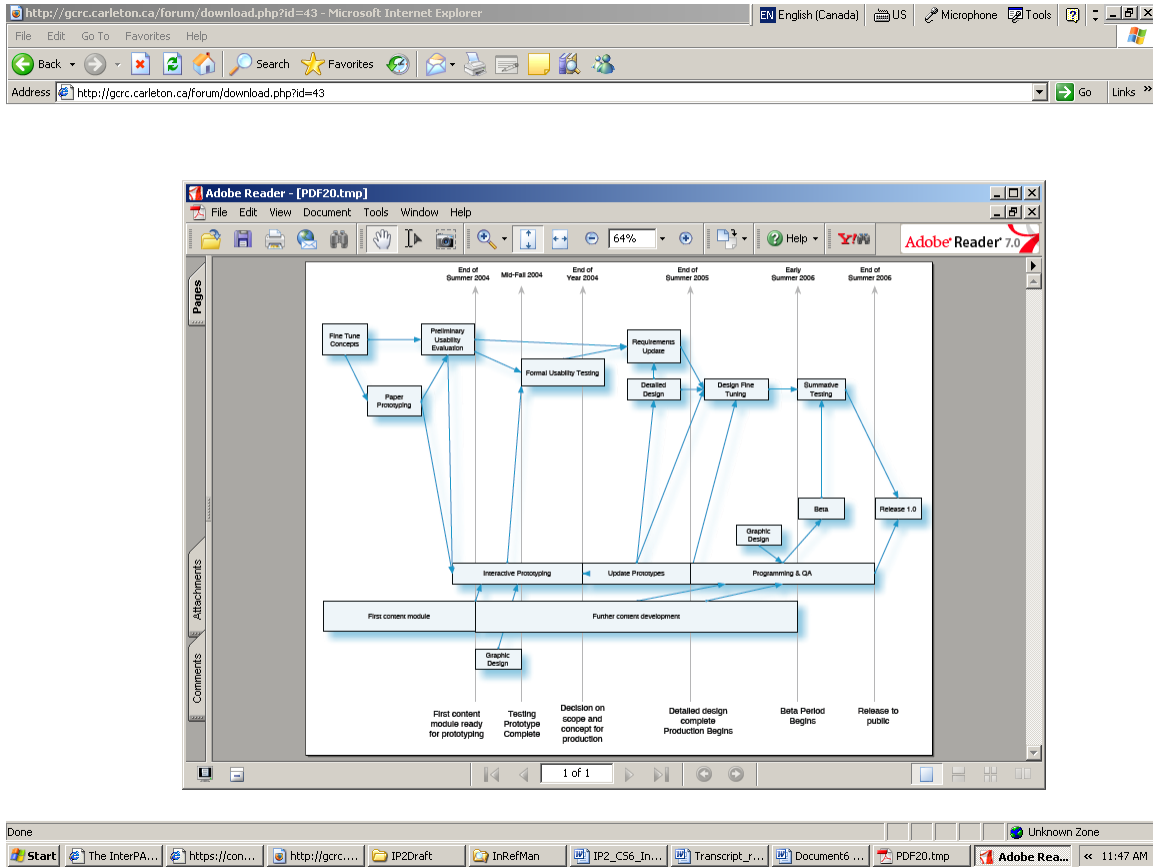 http://gcrc.carleton.ca/forum/download.php?id=43 - Microsoft Internet Explorer
EN English (Canada) US Microphone Tools ?
File Edit Go To Favorites Help
Back Search Favorites
Address http://gcrc.carleton.ca/forum/download.php?id=43 Go Links »
Adobe Reader - [PDF20.tmp]
File Edit View Document Tools Window Help
64% Help Y! Adobe® Reader® 7.0
Pages
Attachments
Comments
End of
Summer 2004
Mid-Fall 2004
End of
Year 2004
End of
Summer 2005
Early
Summer 2006
End of
Summer 2006
Fine Tune
Concepts
Preliminary
Usability
Evaluation
Requirements
Update
Formal Usability Testing
Paper
Prototyping
Detailed
Design
Design Fine
Tuning
Summative
Testing
Beta
Release 1.0
Graphic
Design
Interactive Prototyping
Update Prototypes
Programming & QA
First content module
Further content development
Graphic
Design
First content
module ready
for prototyping
Testing
Prototype
Complete
Decision on
scope and
concept for
production
Detailed design
complete
Production Begins
Beta Period
Begins
Release to
public
1 of 1
Done Unknown Zone
Start The InterPA... https://con... http://gcrc.... IP2Draft InRefMan IP2_CS6_In... Transcript_r... Document6 ... PDF20.tmp Adobe Rea... « 11:47 AM